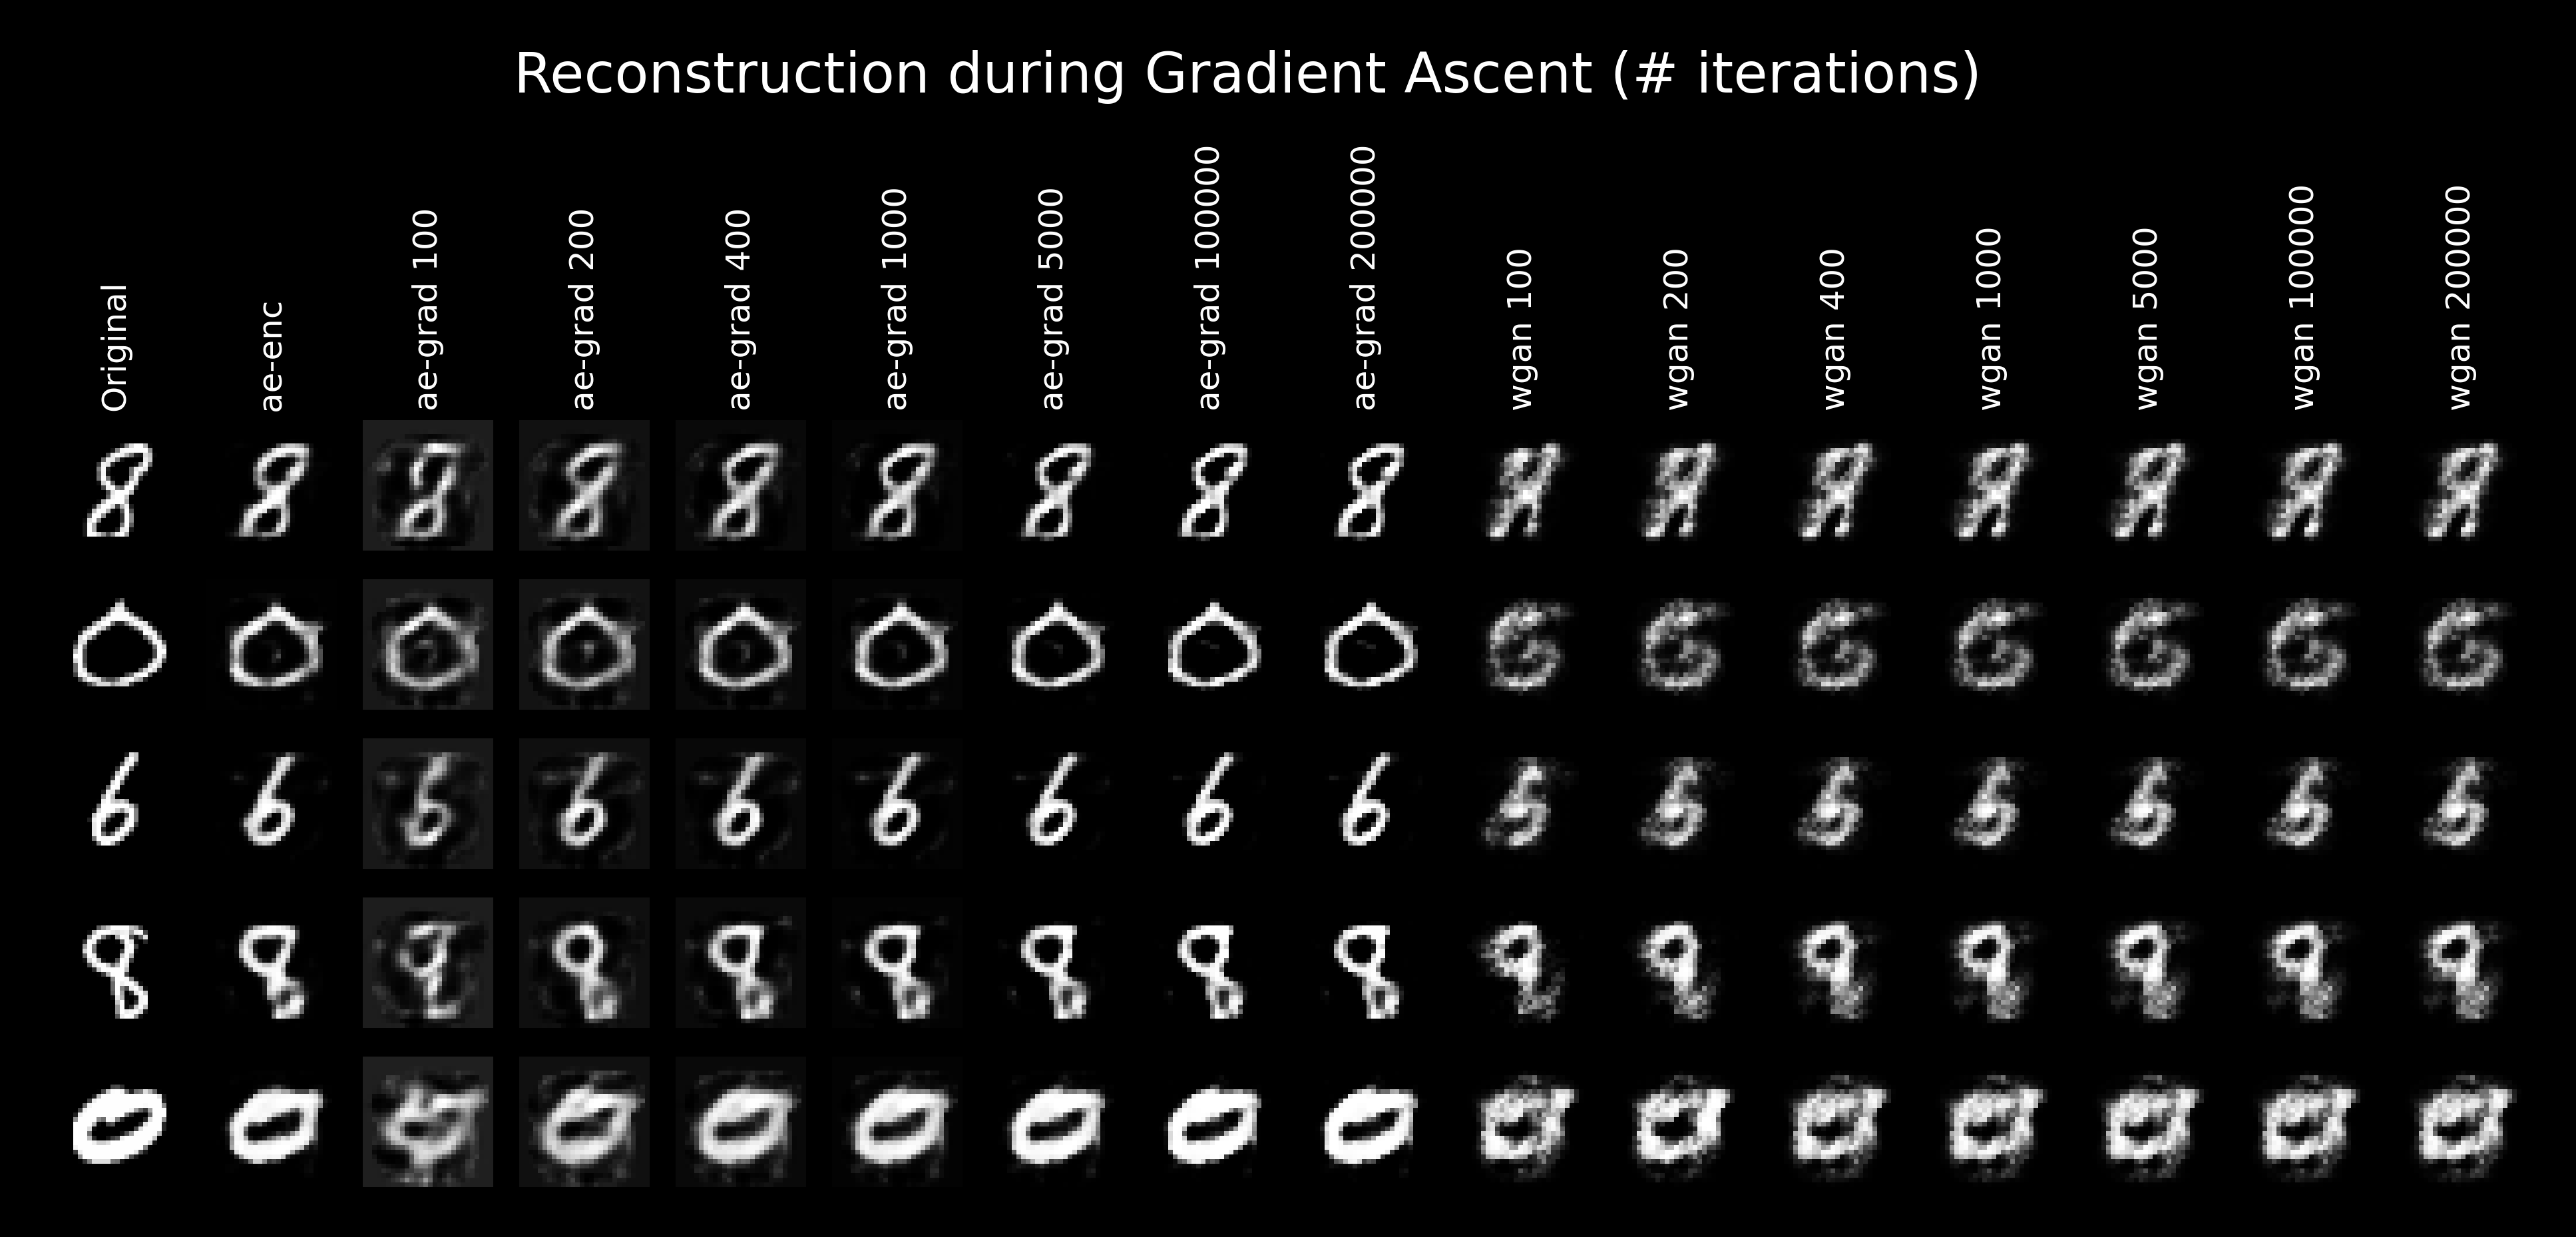 Reconstruction during Gradient Ascent (# iterations)
Original
ae-enc
ae-grad 100
ae-grad 200
ae-grad 400
ae-grad 1000
ae-grad 5000
ae-grad 100000
ae-grad 200000
wgan 100
wgan 200
wgan 400
wgan 1000
wgan 5000
wgan 100000
wgan 200000